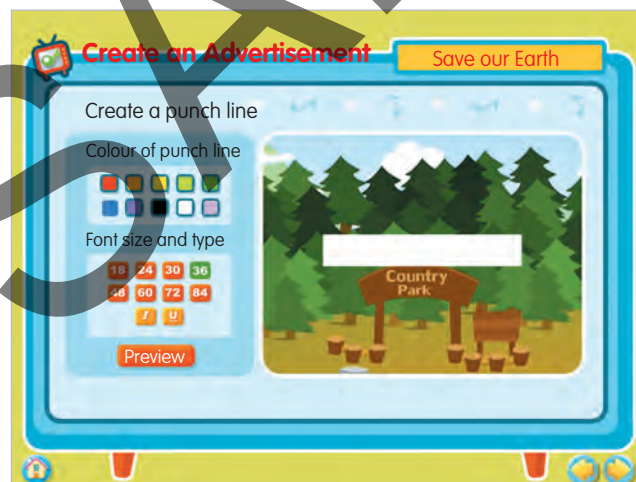 Create an Advertisement
Save our Earth
Create a punch line
Colour of punch line
Font size and type
18 24 30 36
48 60 72 84
I U
Preview
Country
Park